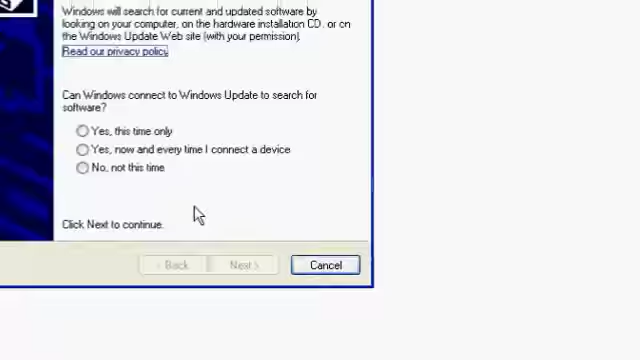 Windows will search for current and updated software by
looking on your computer, on the hardware installation CD, or on
the Windows Update Web site (with your permission).
Read our privacy policy
Can Windows connect to Windows Update to search for
software?
Yes, this time only
Yes, now and every time I connect a device
No, not this time
Click Next to continue.
< Back Next > Cancel